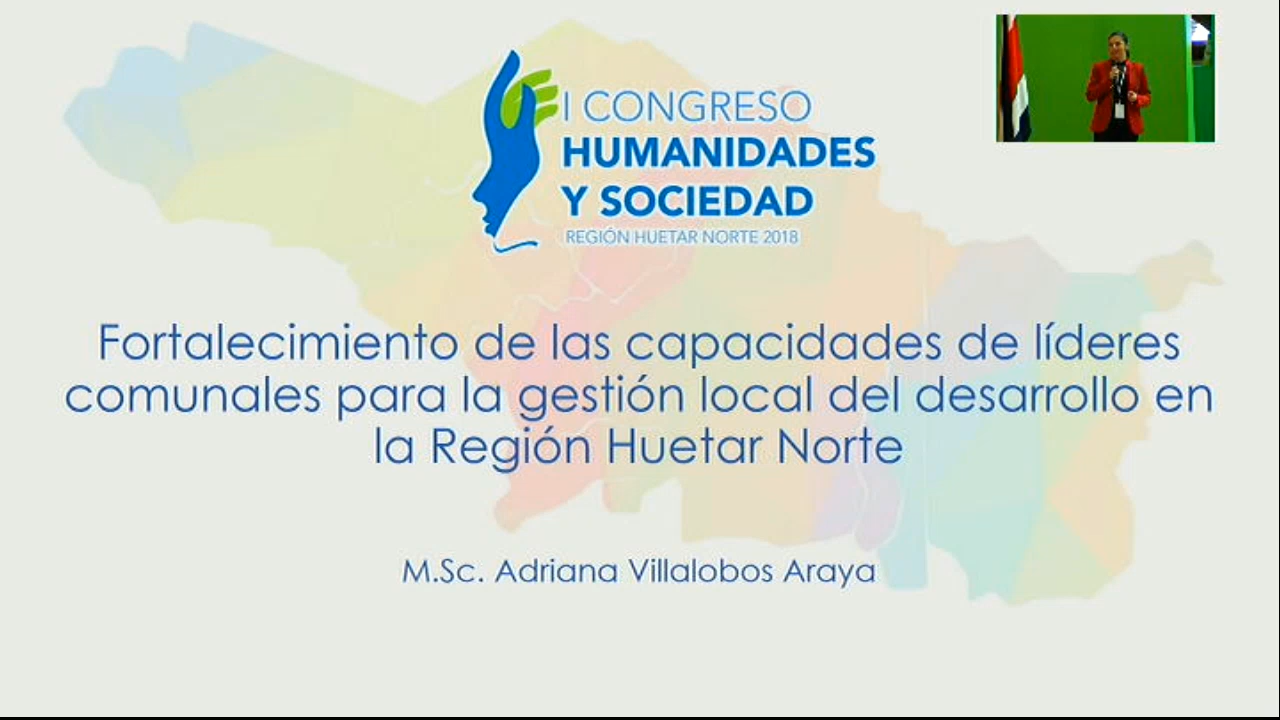 I CONGRESO
HUMANIDADES
Y SOCIEDAD
REGIÓN HUETAR NORTE 2018
Fortalecimiento de las capacidades de líderes
comunales para la gestión local del desarrollo en
la Región Huetar Norte
M.Sc. Adriana Villalobos Araya